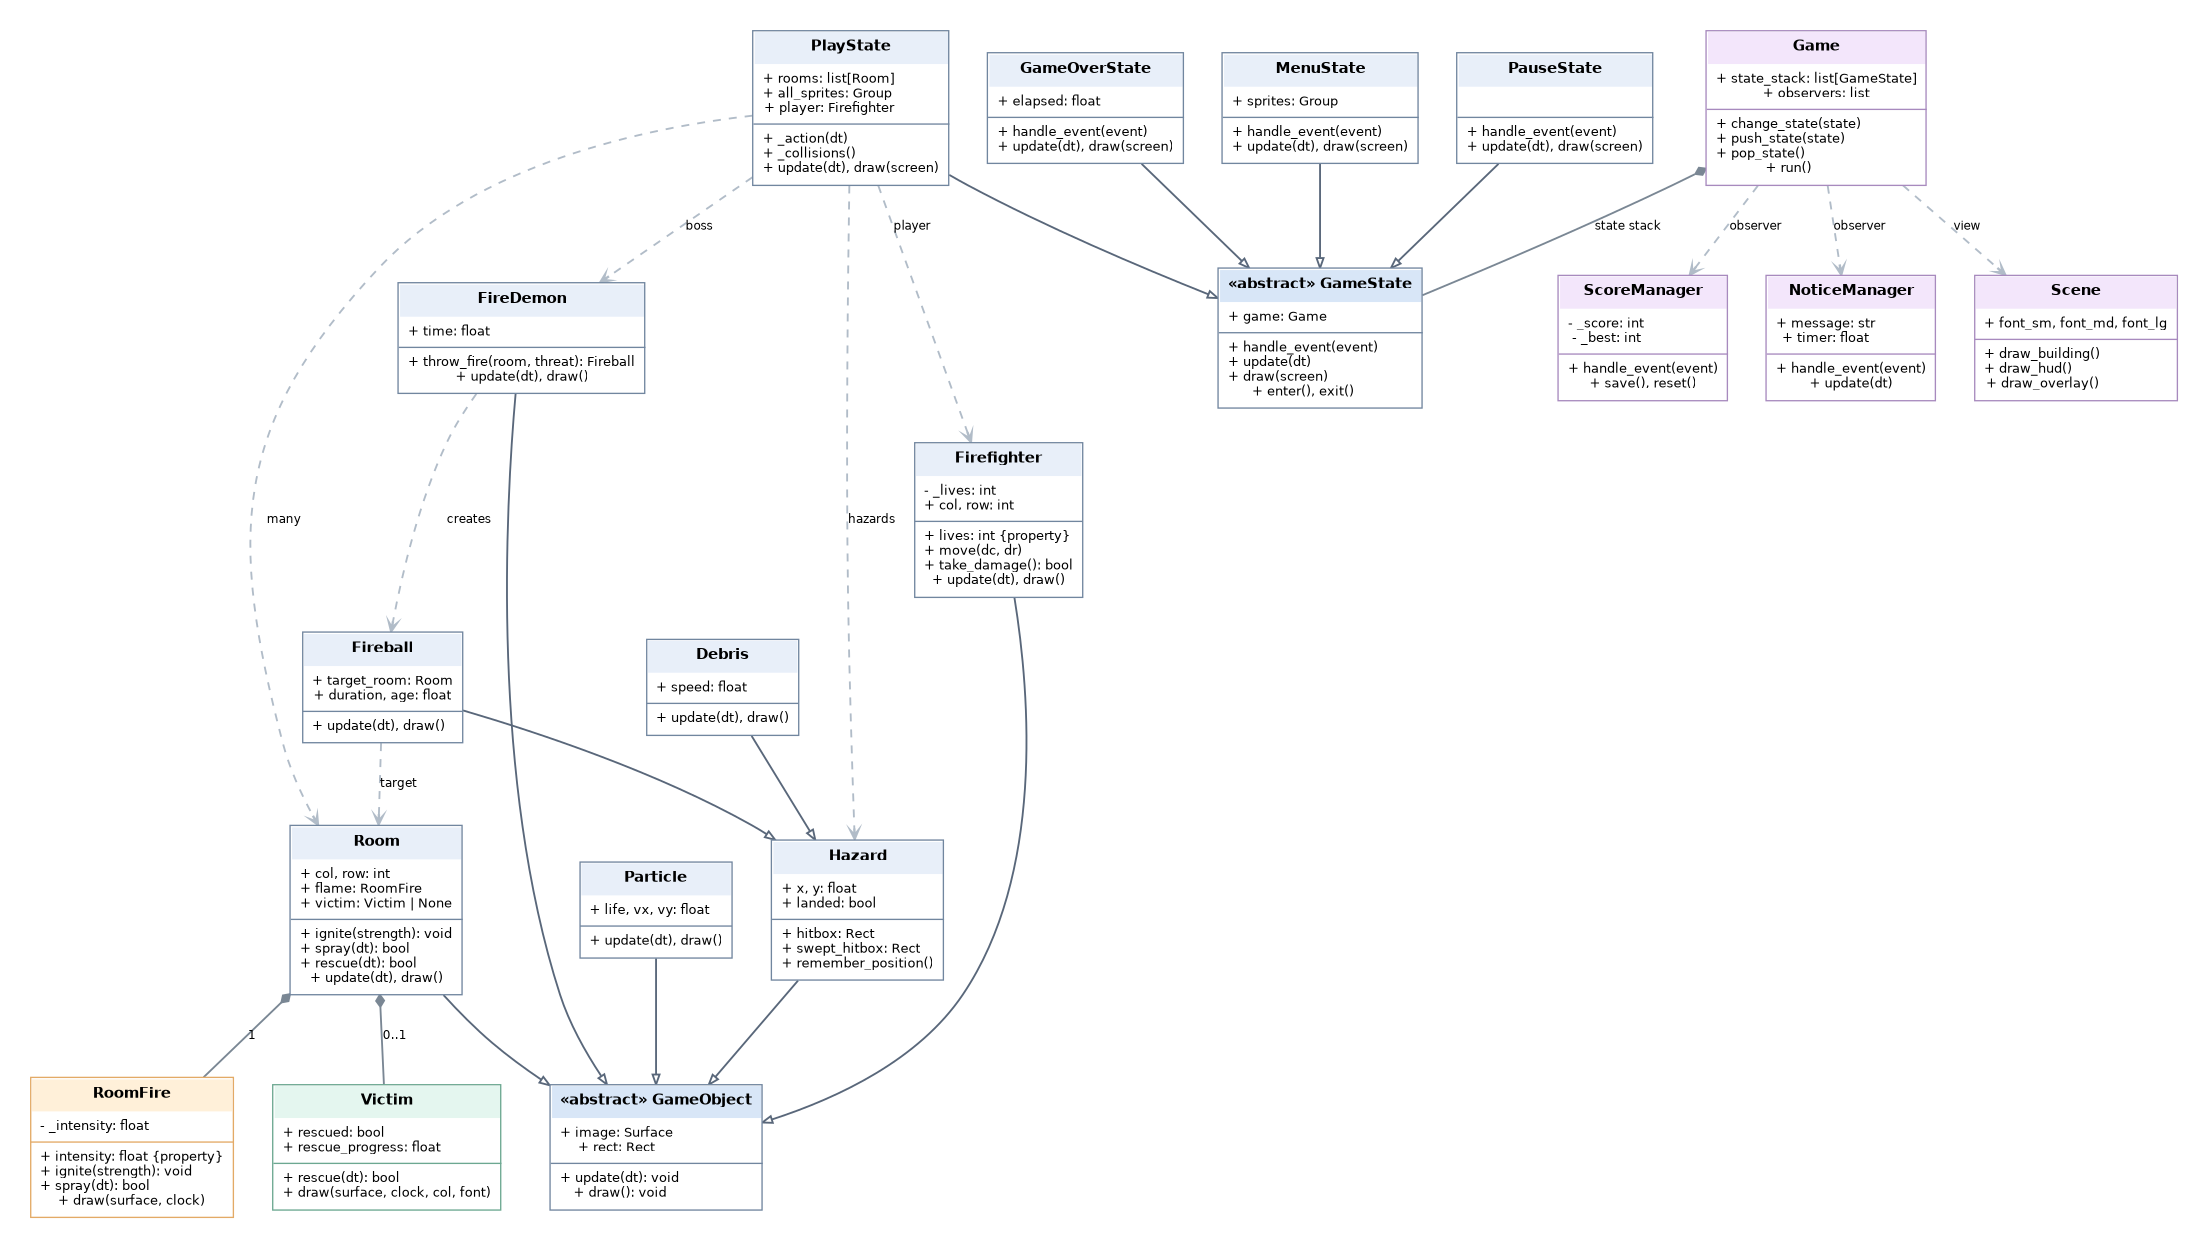 PlayState
+ rooms: list[Room]
+ all_sprites: Group
+ player: Firefighter
+ _action(dt)
+ _collisions()
+ update(dt), draw(screen)
GameOverState
+ elapsed: float
+ handle_event(event)
+ update(dt), draw(screen)
MenuState
+ sprites: Group
+ handle_event(event)
+ update(dt), draw(screen)
PauseState
+ handle_event(event)
+ update(dt), draw(screen)
Game
+ state_stack: list[GameState]
+ observers: list
+ change_state(state)
+ push_state(state)
+ pop_state()
+ run()
boss
player
state stack
observer
observer
view
FireDemon
+ time: float
+ throw_fire(room, threat): Fireball
+ update(dt), draw()
«abstract» GameState
+ game: Game
+ handle_event(event)
+ update(dt)
+ draw(screen)
+ enter(), exit()
ScoreManager
- _score: int
- _best: int
+ handle_event(event)
+ save(), reset()
NoticeManager
+ message: str
+ timer: float
+ handle_event(event)
+ update(dt)
Scene
+ font_sm, font_md, font_lg
+ draw_building()
+ draw_hud()
+ draw_overlay()
Firefighter
- _lives: int
+ col, row: int
+ lives: int {property}
+ move(dc, dr)
+ take_damage(): bool
+ update(dt), draw()
many
creates
hazards
Fireball
+ target_room: Room
+ duration, age: float
+ update(dt), draw()
Debris
+ speed: float
+ update(dt), draw()
target
Room
+ col, row: int
+ flame: RoomFire
+ victim: Victim | None
+ ignite(strength): void
+ spray(dt): bool
+ rescue(dt): bool
+ update(dt), draw()
Particle
+ life, vx, vy: float
+ update(dt), draw()
Hazard
+ x, y: float
+ landed: bool
+ hitbox: Rect
+ swept_hitbox: Rect
+ remember_position()
1
0..1
RoomFire
- _intensity: float
+ intensity: float {property}
+ ignite(strength): void
+ spray(dt): bool
+ draw(surface, clock)
Victim
+ rescued: bool
+ rescue_progress: float
+ rescue(dt): bool
+ draw(surface, clock, col, font)
«abstract» GameObject
+ image: Surface
+ rect: Rect
+ update(dt): void
+ draw(): void